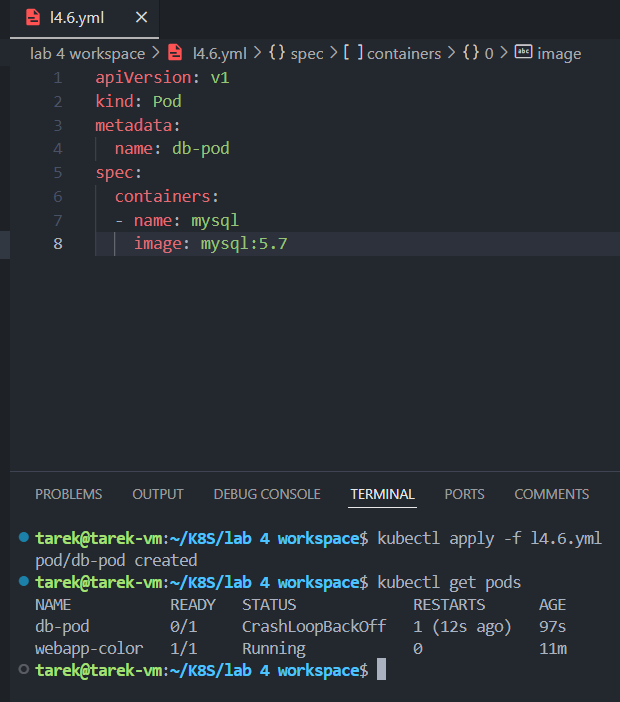 l4.6.yml
lab 4 workspace > l4.6.yml > {} spec > [ ] containers > {} 0 > abc image
1 apiVersion: v1
2 kind: Pod
3 metadata:
4   name: db-pod
5 spec:
6   containers:
7   - name: mysql
8     image: mysql:5.7
PROBLEMS OUTPUT DEBUG CONSOLE TERMINAL PORTS COMMENTS
tarek@tarek-vm:~/K8S/lab 4 workspace$ kubectl apply -f l4.6.yml
pod/db-pod created
tarek@tarek-vm:~/K8S/lab 4 workspace$ kubectl get pods
NAME READY STATUS RESTARTS AGE
db-pod 0/1 CrashLoopBackOff 1 (12s ago) 97s
webapp-color 1/1 Running 0 11m
tarek@tarek-vm:~/K8S/lab 4 workspace$